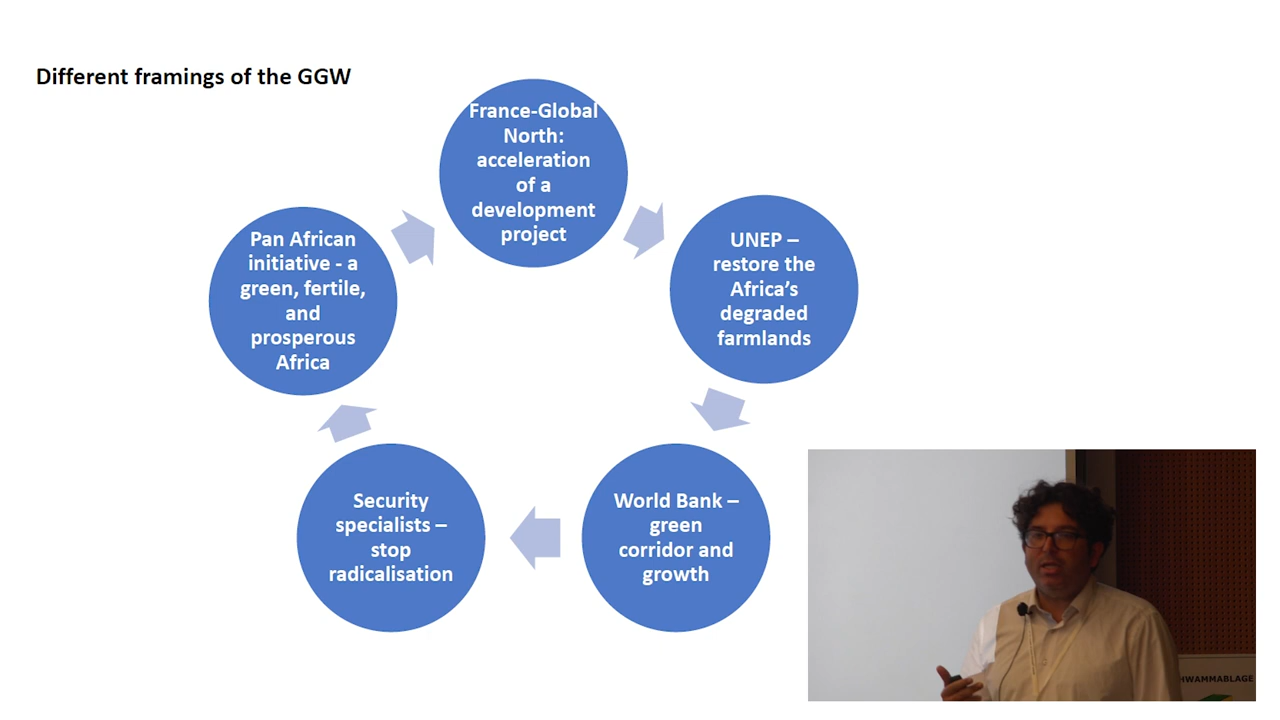 Different framings of the GGW
France-Global
North:
acceleration
of a
development
project
UNEP –
restore the
Africa’s
degraded
farmlands
World Bank –
green
corridor and
growth
Security
specialists –
stop
radicalisation
Pan African
initiative - a
green, fertile,
and
prosperous
Africa
HWAMMABLAGE